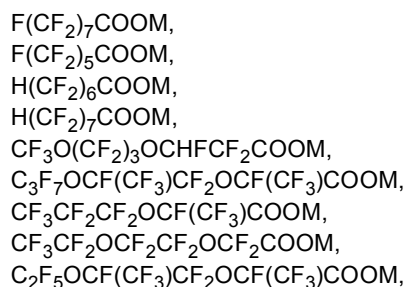 F(CF₂)₇COOM,
F(CF₂)₅COOM,
H(CF₂)₆COOM,
H(CF₂)₇COOM,
CF₃O(CF₂)₃OCHFCF₂COOM,
C₃F₇OCF(CF₃)CF₂OCF(CF₃)COOM,
CF₃CF₂CF₂OCF(CF₃)COOM,
CF₃CF₂OCF₂CF₂OCF₂COOM,
C₂F₅OCF(CF₃)CF₂OCF(CF₃)COOM,